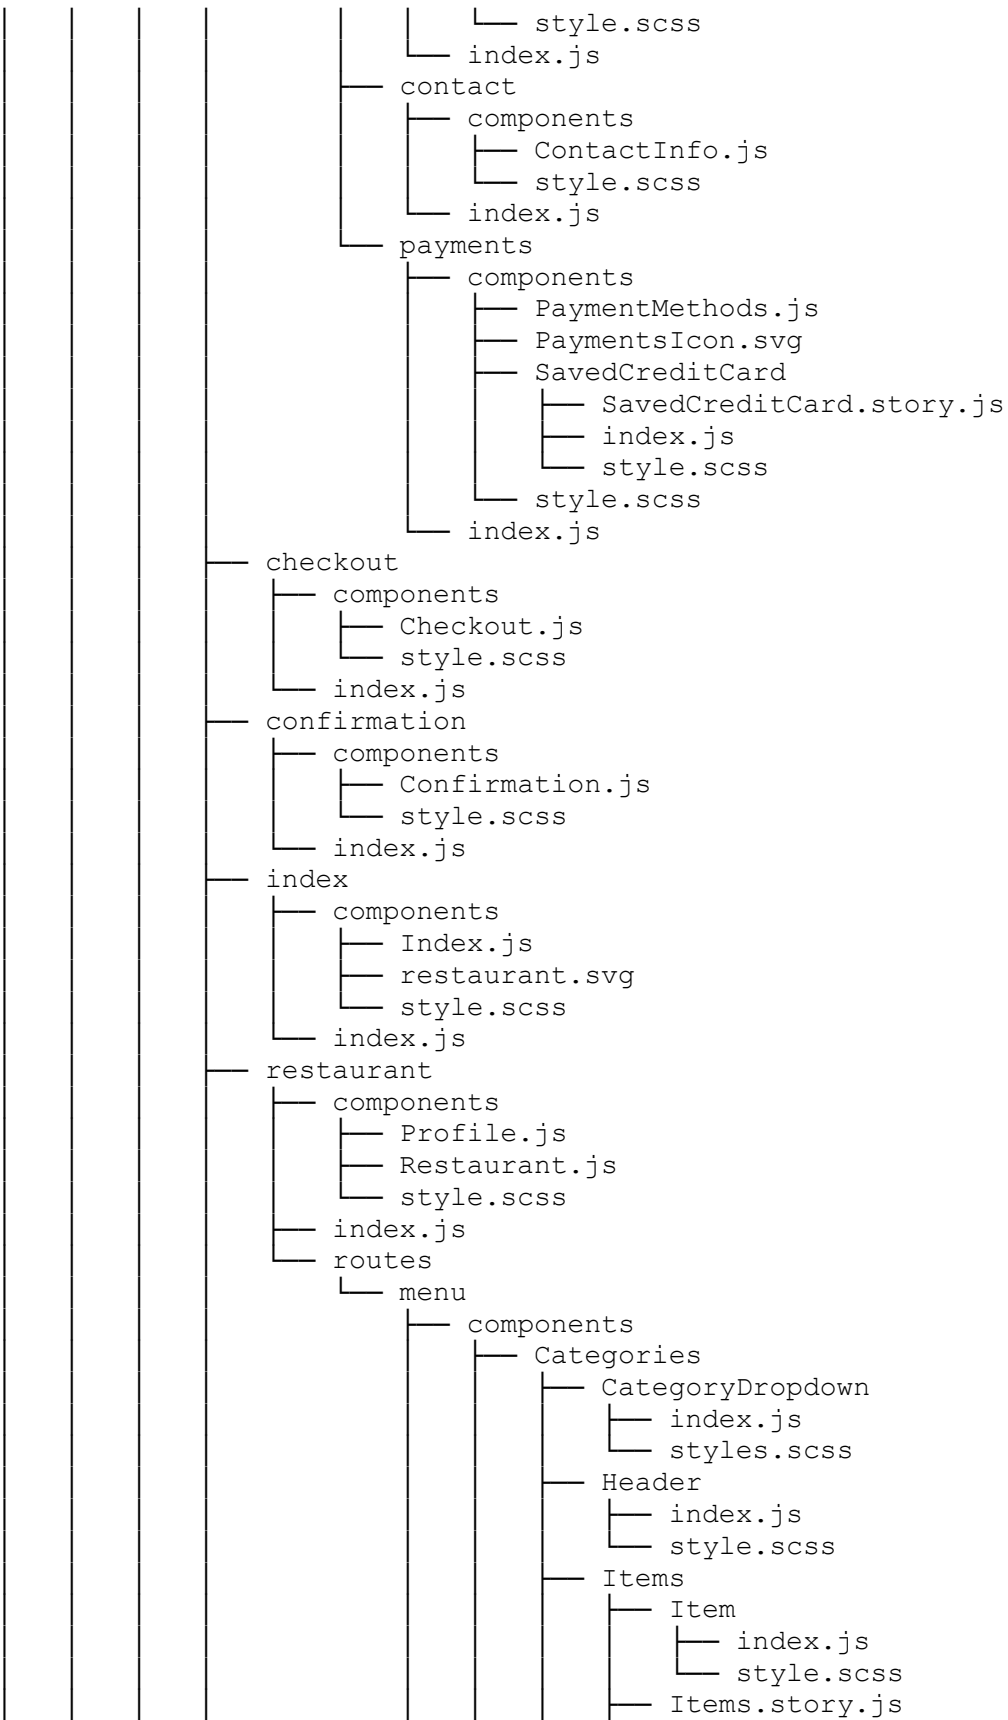 style.scss
index.js
contact
components
ContactInfo.js
style.scss
index.js
payments
components
PaymentMethods.js
PaymentsIcon.svg
SavedCreditCard
SavedCreditCard.story.js
index.js
style.scss
style.scss
index.js
checkout
components
Checkout.js
style.scss
index.js
confirmation
components
Confirmation.js
style.scss
index.js
index
components
Index.js
restaurant.svg
style.scss
index.js
restaurant
components
Profile.js
Restaurant.js
style.scss
index.js
routes
menu
components
Categories
CategoryDropdown
index.js
styles.scss
Header
index.js
style.scss
Items
Item
index.js
style.scss
Items.story.js